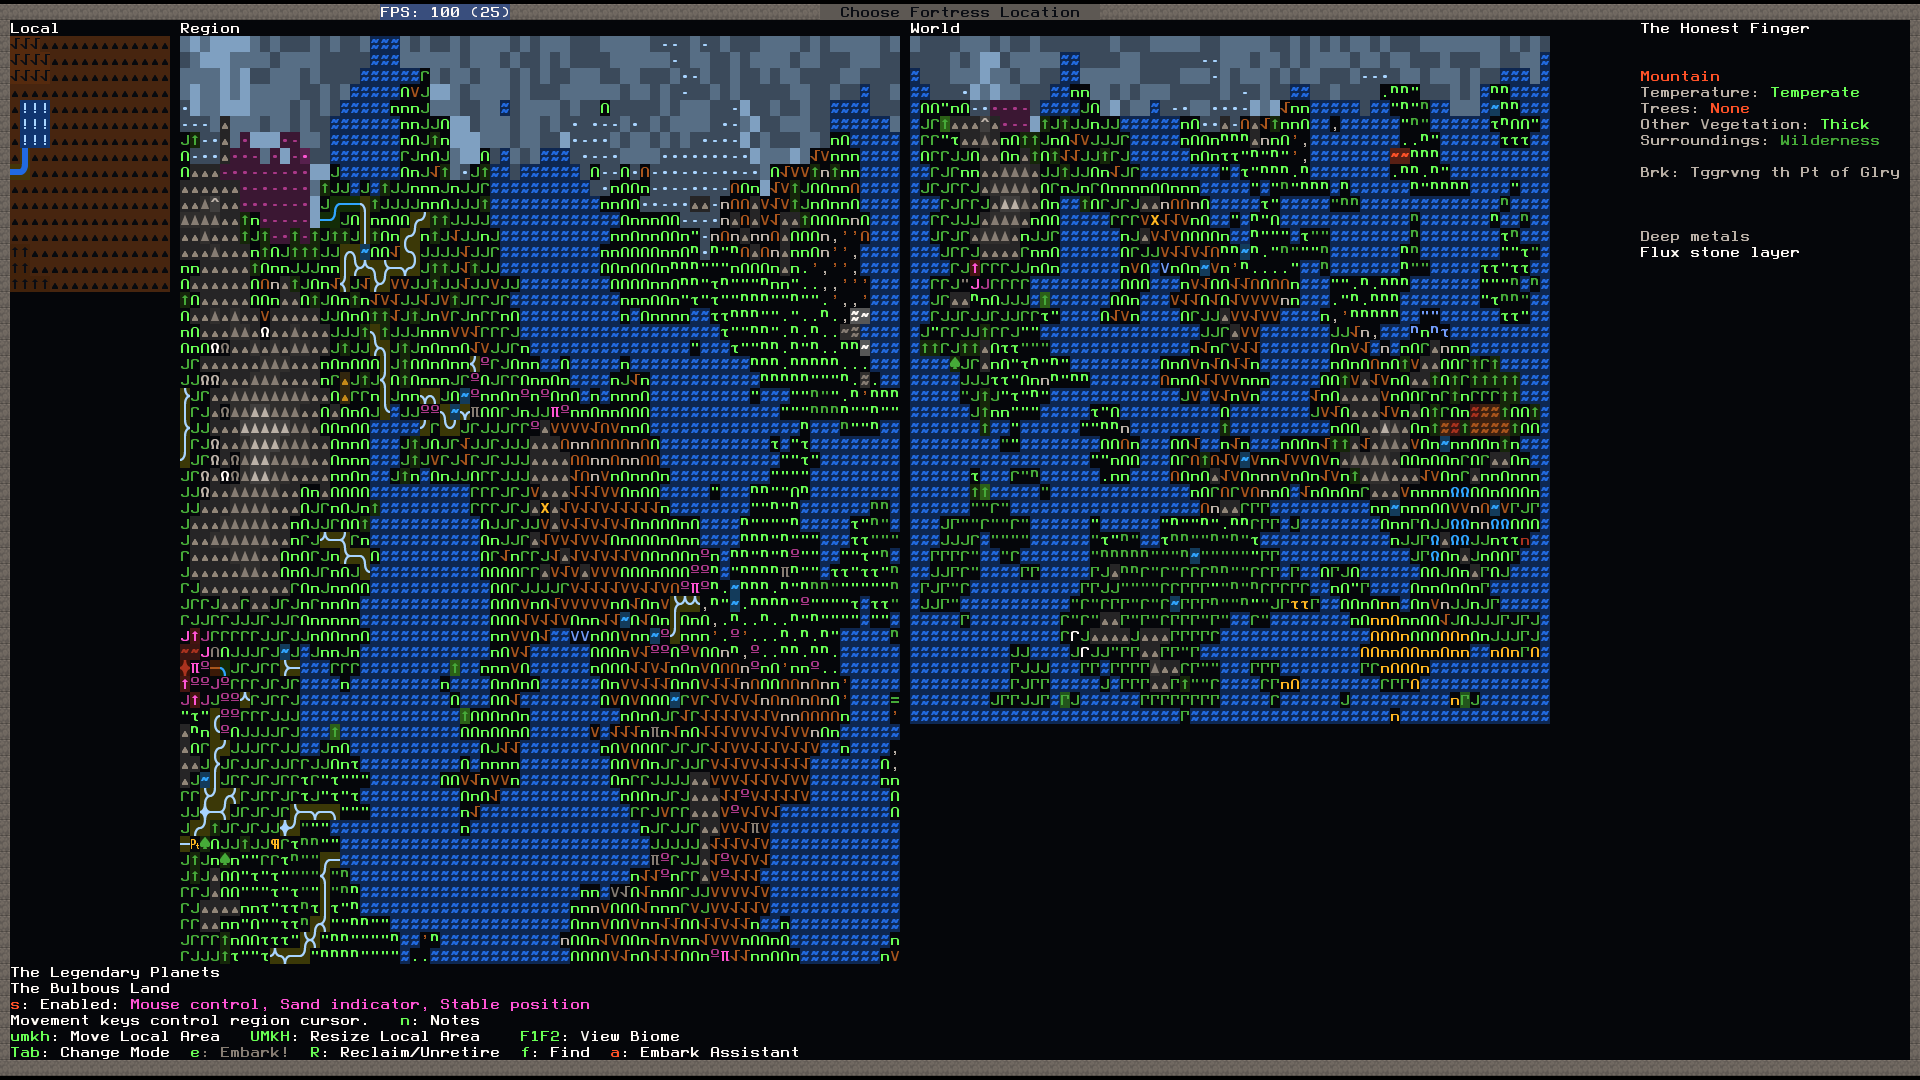 FPS: 100 (25)
Choose Fortress Location
Local
Region
World
The Honest Finger
Mountain
Temperature: Temperate
Trees: None
Other Vegetation: Thick
Surroundings: Wilderness
Brk: Tggrvng th Pt of Glry
Deep metals
Flux stone layer
The Legendary Planets
The Bulbous Land
s: Enabled: Mouse control, Sand indicator, Stable position
Movement keys control region cursor. n: Notes
umkh: Move Local Area UMKH: Resize Local Area F1F2: View Biome
Tab: Change Mode e: Embark! R: Reclaim/Unretire f: Find a: Embark Assistant